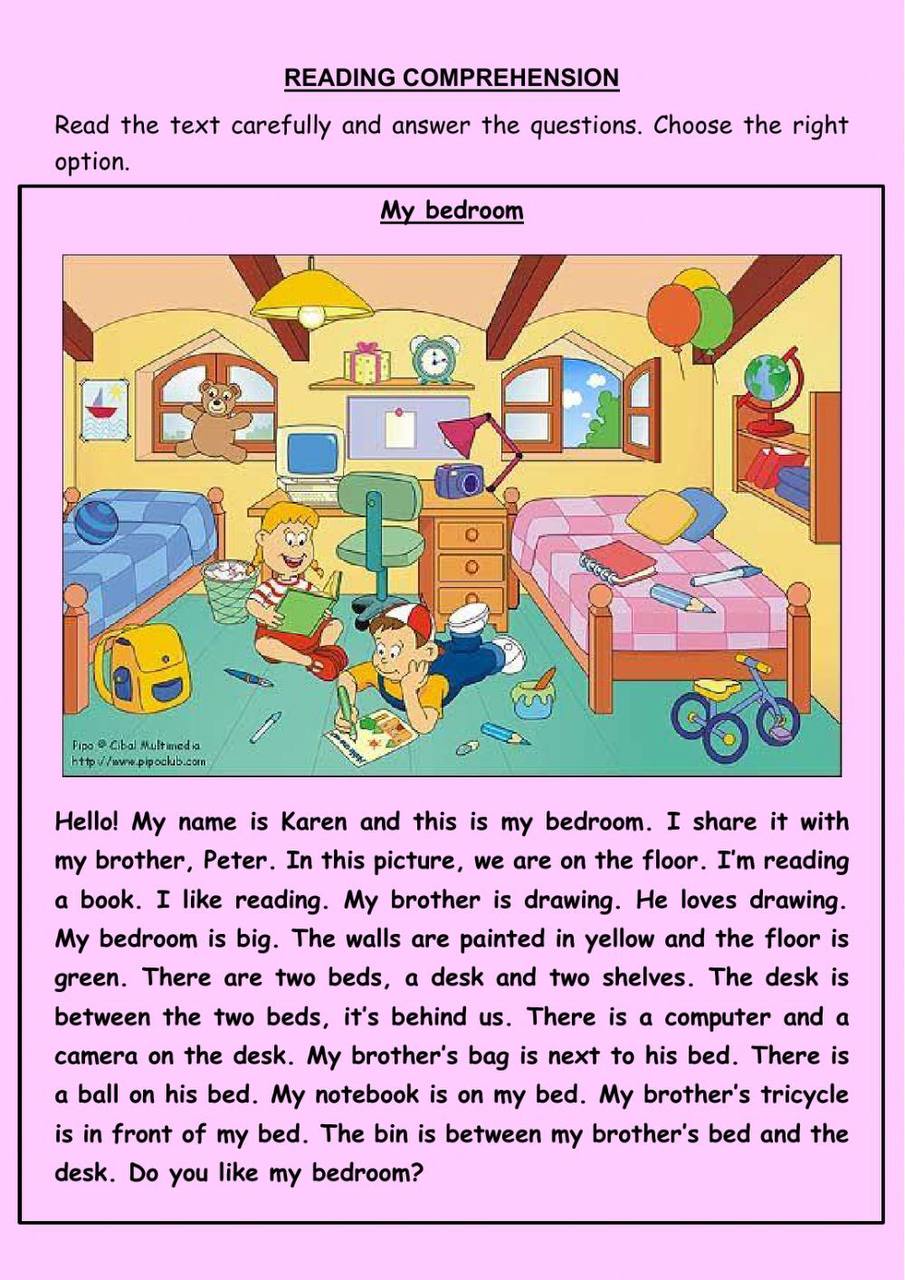 READING COMPREHENSION
Read the text carefully and answer the questions. Choose the right
option.
My bedroom
Pipo @ Cibal Multimedia
http://www.pipoclub.com
Hello! My name is Karen and this is my bedroom. I share it with
my brother, Peter. In this picture, we are on the floor. I'm reading
a book. I like reading. My brother is drawing. He loves drawing.
My bedroom is big. The walls are painted in yellow and the floor is
green. There are two beds, a desk and two shelves. The desk is
between the two beds, it's behind us. There is a computer and a
camera on the desk. My brother's bag is next to his bed. There is
a ball on his bed. My notebook is on my bed. My brother's tricycle
is in front of my bed. The bin is between my brother's bed and the
desk. Do you like my bedroom?